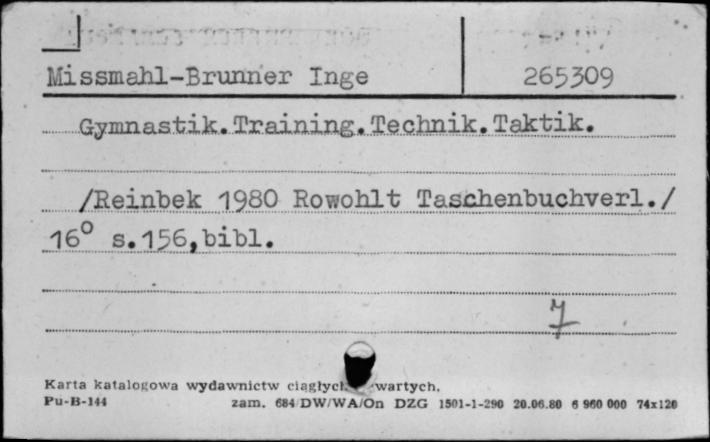 Missmahl-Brunner Inge 265309
Gymnastik.Training.Technik.Taktik.
/Reinbek 1980 Rowohlt Taschenbuchverl./
16° s.156,bibl.
7
Karta katalogowa wydawnictw ciągłych wartych.
Pu-B-144 zam. 684/DW/WA/On DZG 1501-1-290 20.06.80 6 960 000 74x120